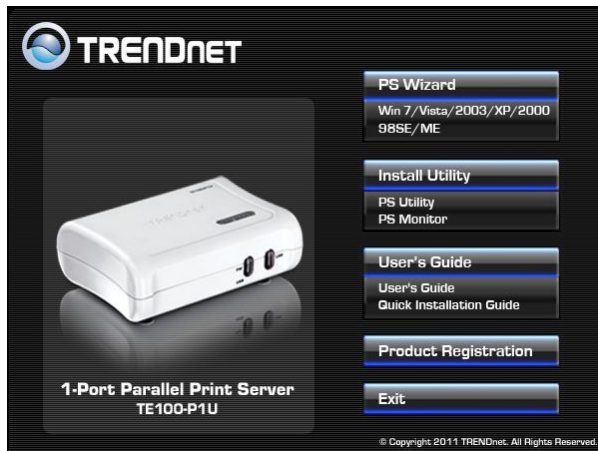 TRENDNET
PS Wizard
Win 7/Vista/2003/XP/2000
98SE/ME
Install Utility
PS Utility
PS Monitor
User's Guide
User's Guide
Quick Installation Guide
Product Registration
Exit
1-Port Parallel Print Server
TE100-P1U
© Copyright 2011 TRENDnet. All Rights Reserved.